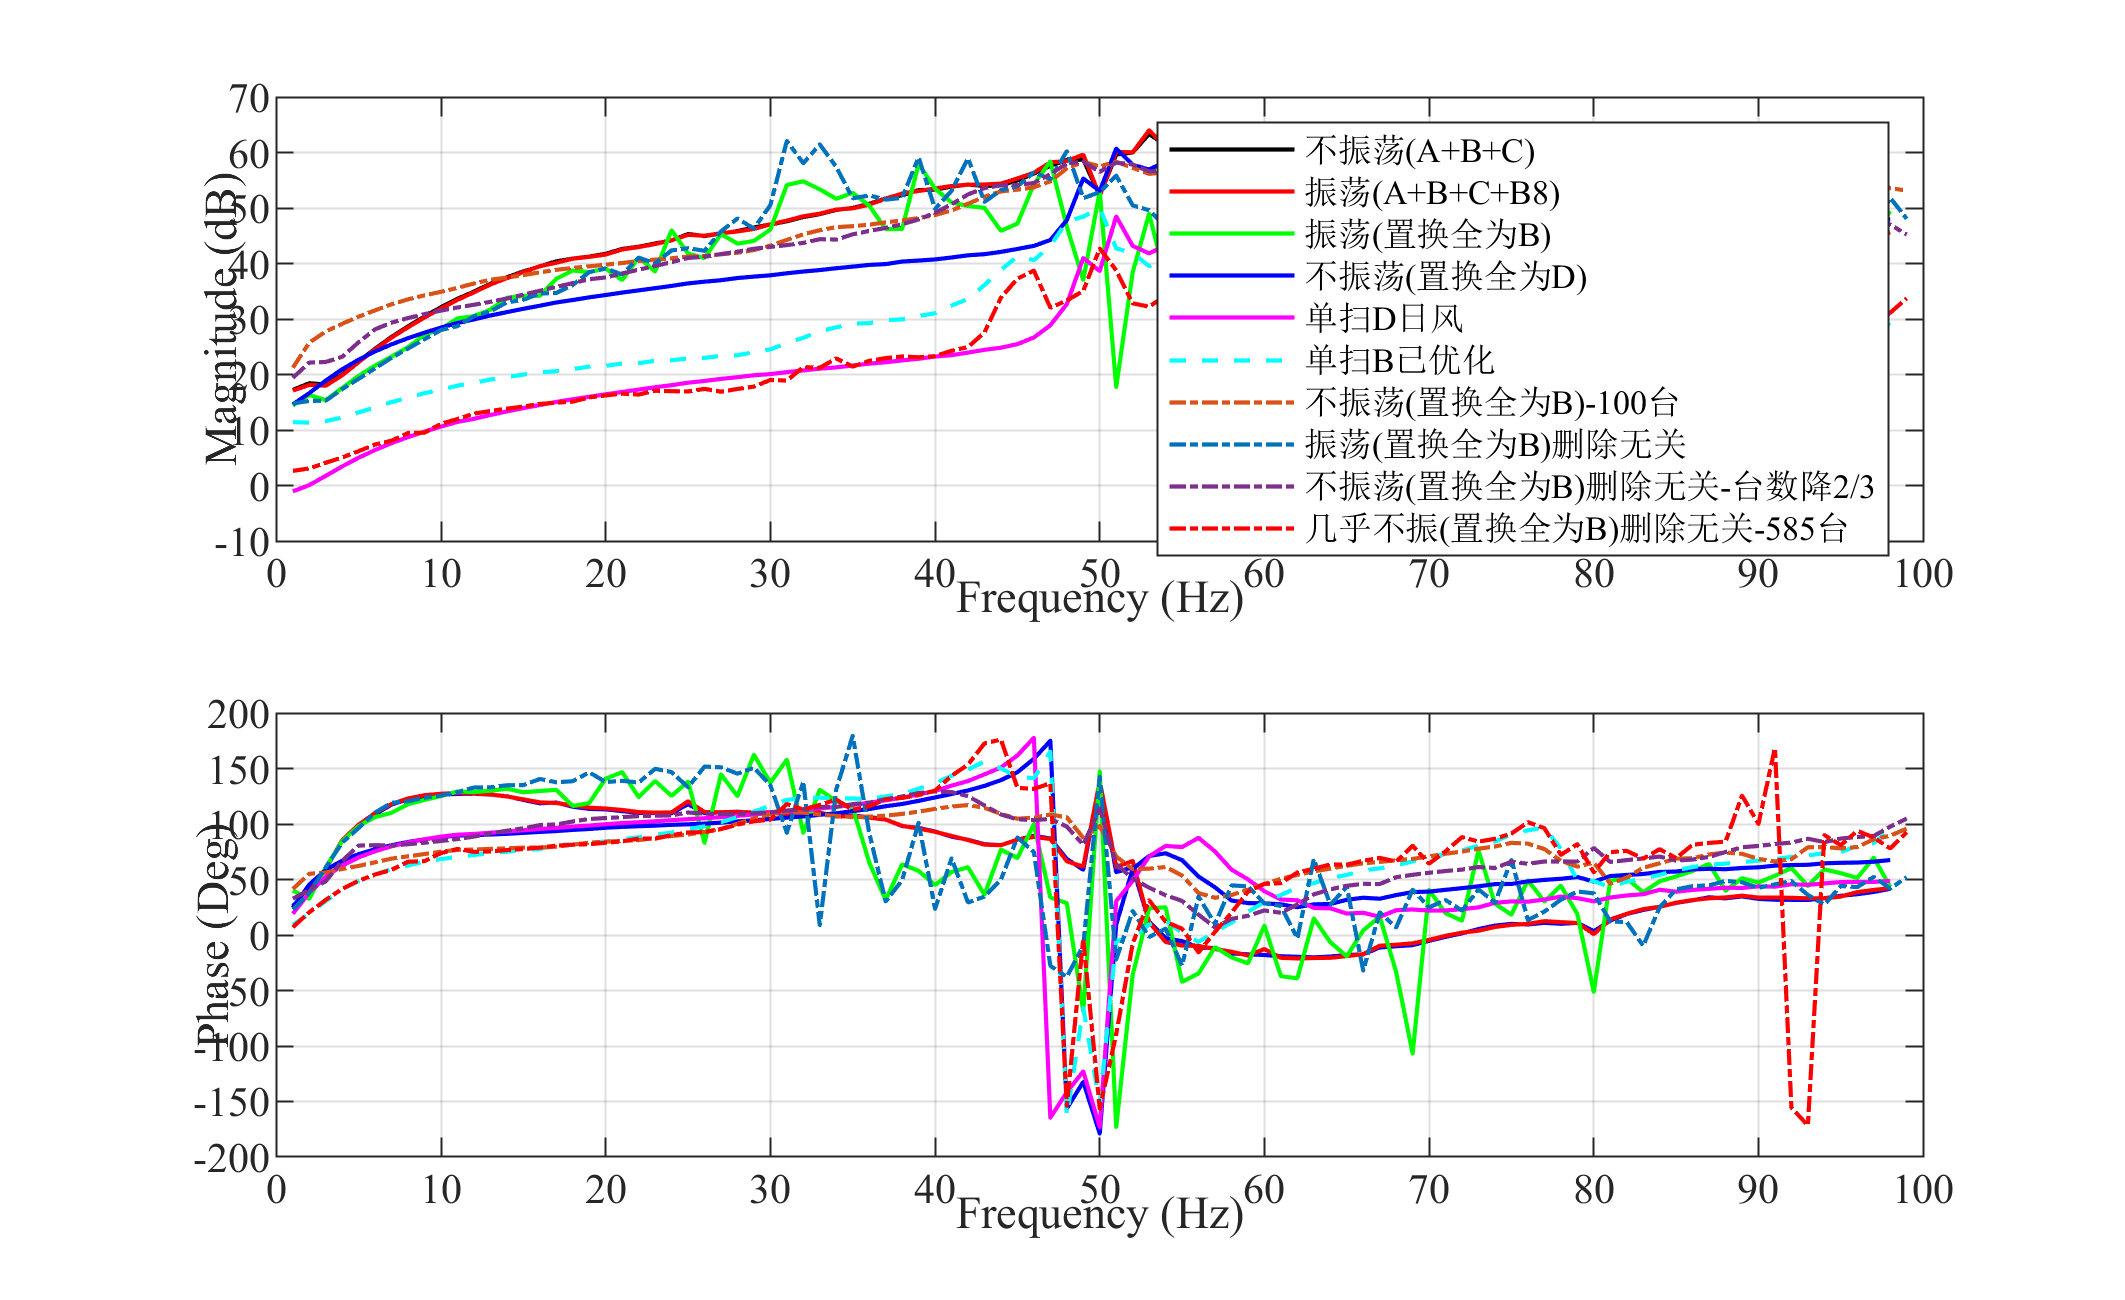 70
60
50
40
30
20
10
0
-10
Magnitude (dB)
不振荡(A+B+C)
振荡(A+B+C+B8)
振荡(置换全为B)
不振荡(置换全为D)
单扫D日风
单扫B已优化
不振荡(置换全为B)-100台
振荡(置换全为B)删除无关
不振荡(置换全为B)删除无关-台数降2/3
几乎不振(置换全为B)删除无关-585台
0 10 20 30 40 50 60 70 80 90 100
Frequency (Hz)
200
150
100
50
0
-50
-100
-150
-200
Phase (Deg)
0 10 20 30 40 50 60 70 80 90 100
Frequency (Hz)